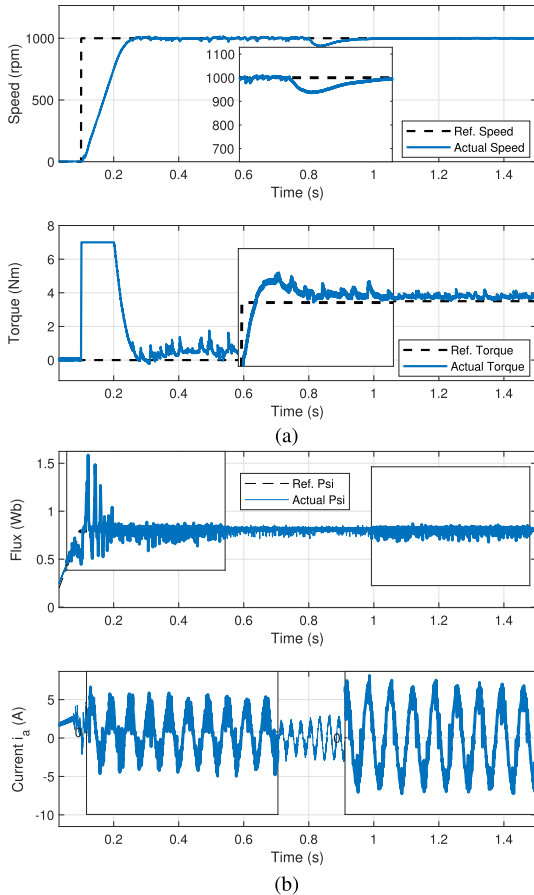 1000
500
0
Speed (rpm)
1100
1000
900
800
700
Ref. Speed
Actual Speed
0.2 0.4 0.6 0.8 1 1.2 1.4
Time (s)
8
6
4
2
0
Torque (Nm)
Ref. Torque
Actual Torque
0.2 0.4 0.6 0.8 1 1.2 1.4
Time (s)
(a)
1.5
1
0.5
0
Flux (Wb)
Ref. Psi
Actual Psi
0.2 0.4 0.6 0.8 1 1.2 1.4
Time (s)
5
0
-5
-10
Current i_a (A)
0
0
0.2 0.4 0.6 0.8 1 1.2 1.4
Time (s)
(b)